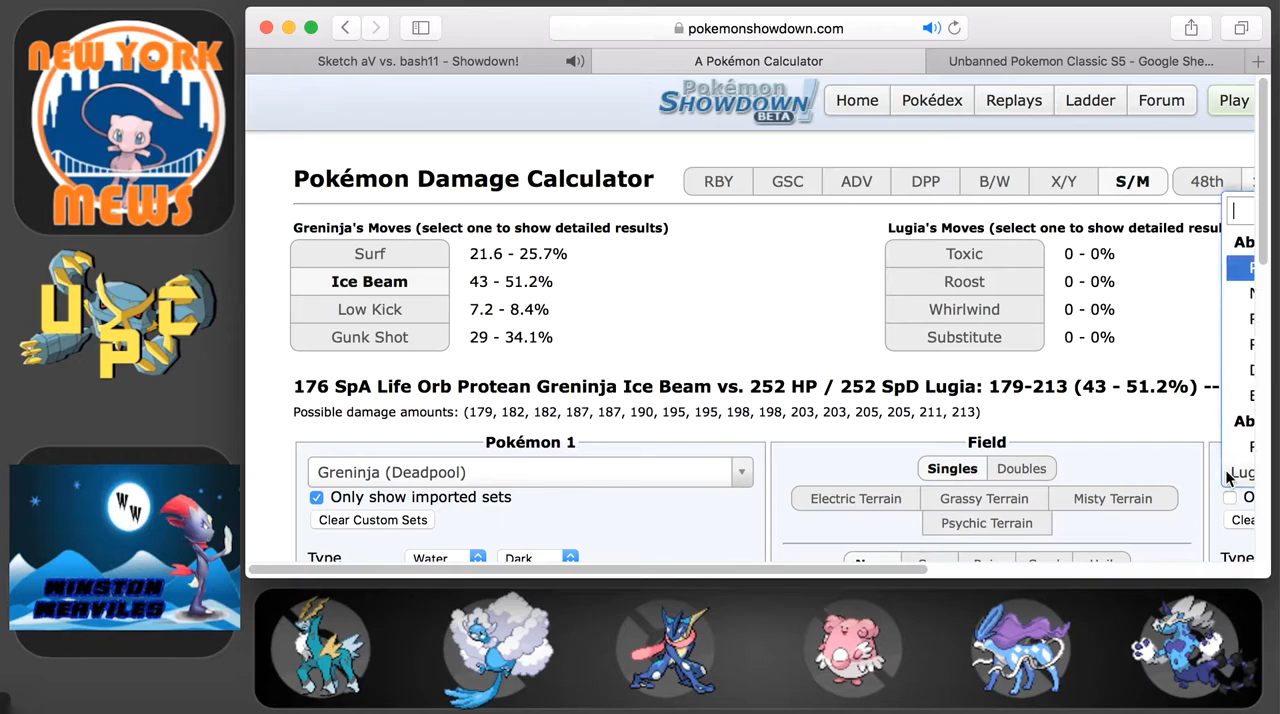 NEW YORK
MEWS
UPC
WW
WINSTON
WEAVILES
pokemonshowdown.com
Sketch aV vs. bash11 - Showdown!
A Pokémon Calculator
Unbanned Pokemon Classic S5 - Google She...
Pokémon
SHOWDOWN!
BETA
Home
Pokédex
Replays
Ladder
Forum
Play
Pokémon Damage Calculator
RBY
GSC
ADV
DPP
B/W
X/Y
S/M
48th
Greninja's Moves (select one to show detailed results)
Surf 21.6 - 25.7%
Ice Beam 43 - 51.2%
Low Kick 7.2 - 8.4%
Gunk Shot 29 - 34.1%
Lugia's Moves (select one to show detailed resul
Toxic 0 - 0%
Roost 0 - 0%
Whirlwind 0 - 0%
Substitute 0 - 0%
Ab
Ab
Lug
176 SpA Life Orb Protean Greninja Ice Beam vs. 252 HP / 252 SpD Lugia: 179-213 (43 - 51.2%) --
Possible damage amounts: (179, 182, 182, 187, 187, 190, 195, 195, 198, 198, 203, 203, 205, 205, 211, 213)
Pokémon 1
Greninja (Deadpool)
Only show imported sets
Clear Custom Sets
Type Water Dark
Field
Singles
Doubles
Electric Terrain
Grassy Terrain
Misty Terrain
Psychic Terrain
O
Clea
Type